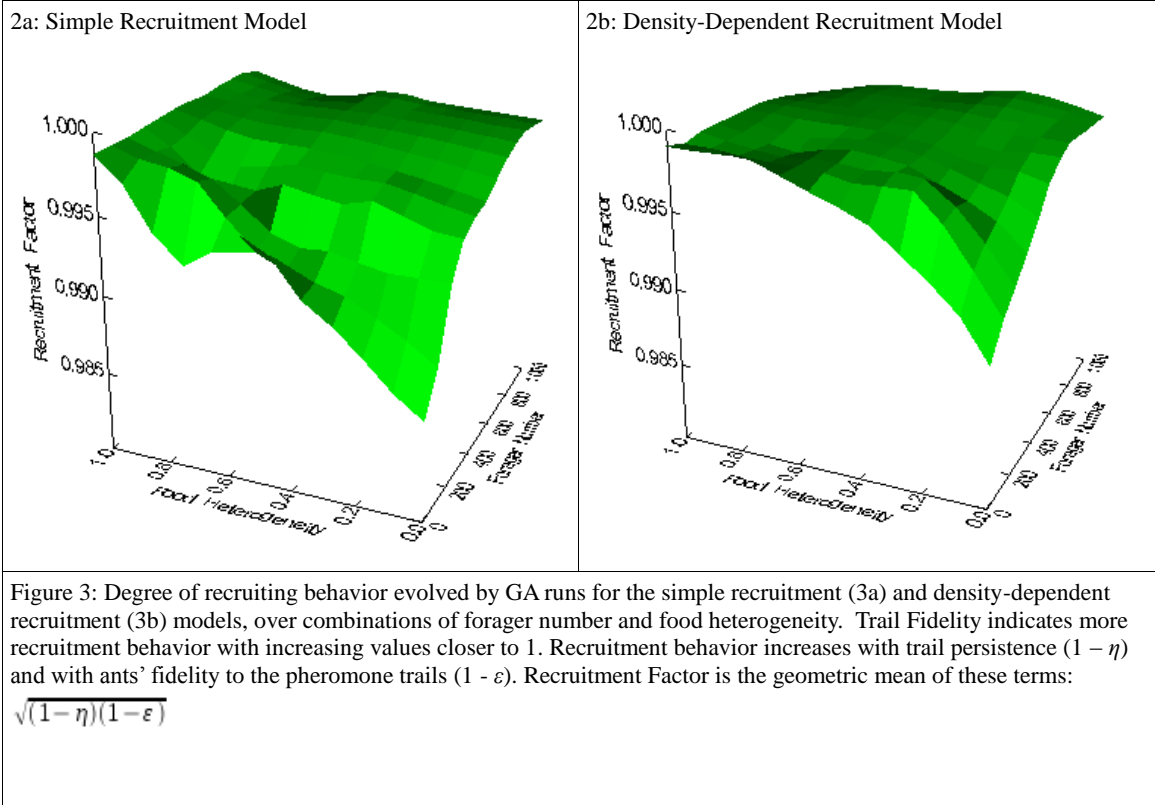 2a: Simple Recruitment Model
2b: Density-Dependent Recruitment Model
1.000
0.995
0.990
0.985
Recruitment Factor
1.0
0.8
0.6
0.4
0.2
0.0
Food Heterogeneity
0
200
400
600
800
1000
Forager Number
1.000
0.995
0.990
0.985
Recruitment Factor
1.0
0.8
0.6
0.4
0.2
0.0
Food Heterogeneity
0
200
400
600
800
1000
Forager Number
Figure 3: Degree of recruiting behavior evolved by GA runs for the simple recruitment (3a) and density-dependent
recruitment (3b) models, over combinations of forager number and food heterogeneity. Trail Fidelity indicates more
recruitment behavior with increasing values closer to 1. Recruitment behavior increases with trail persistence (1 – η)
and with ants’ fidelity to the pheromone trails (1 - ε). Recruitment Factor is the geometric mean of these terms:
√(1− η)(1−ε)